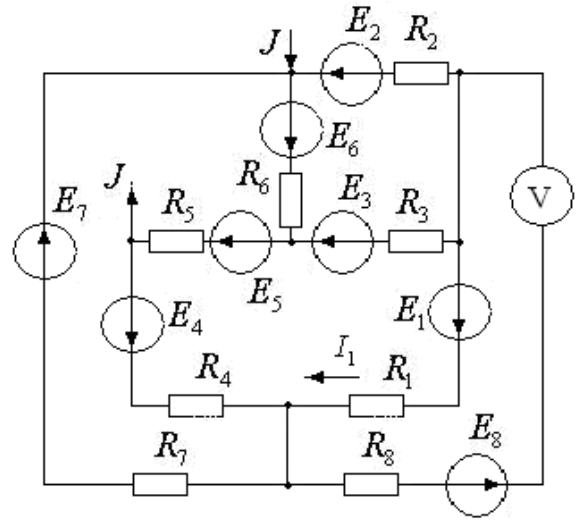 J E₂ R₂
E₆
J R₆ E₃ R₃ V
E₇ R₅
E₅
E₄ E₁
R₄ I₁ R₁
R₇ R₈ E₈